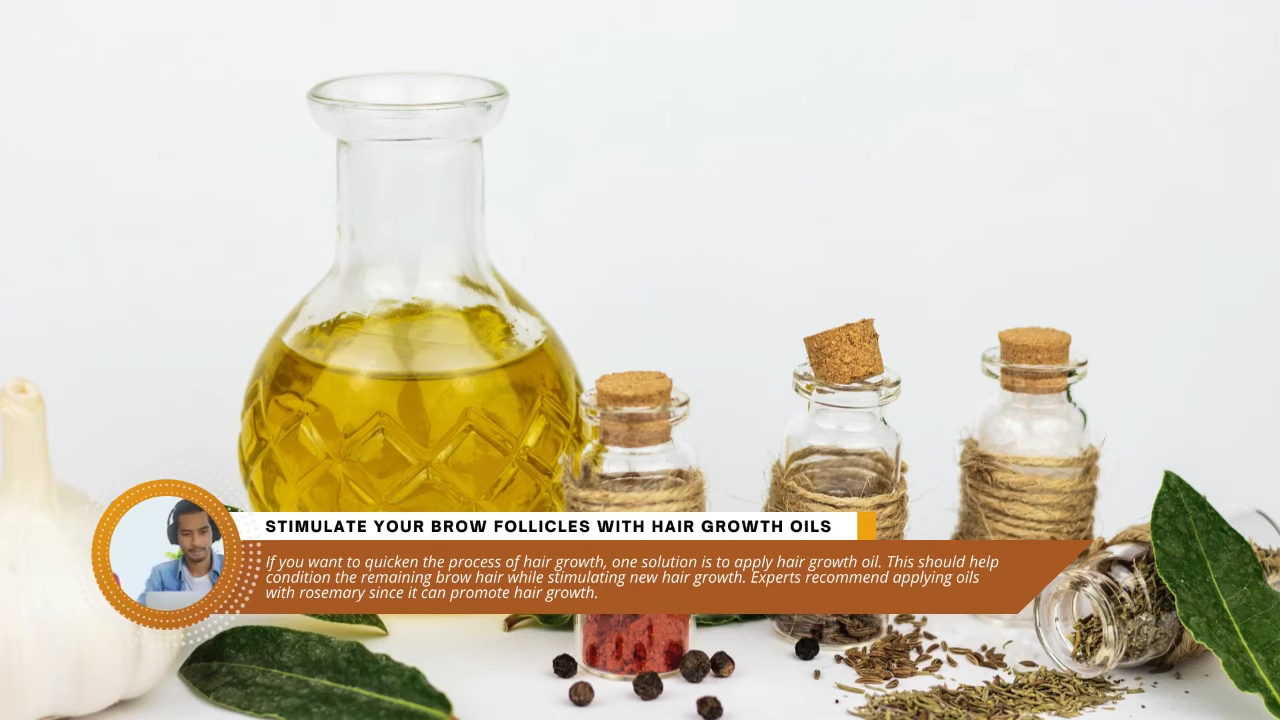 STIMULATE YOUR BROW FOLLICLES WITH HAIR GROWTH OILS
If you want to quicken the process of hair growth, one solution is to apply hair growth oil. This should help
condition the remaining brow hair while stimulating new hair growth. Experts recommend applying oils
with rosemary since it can promote hair growth.